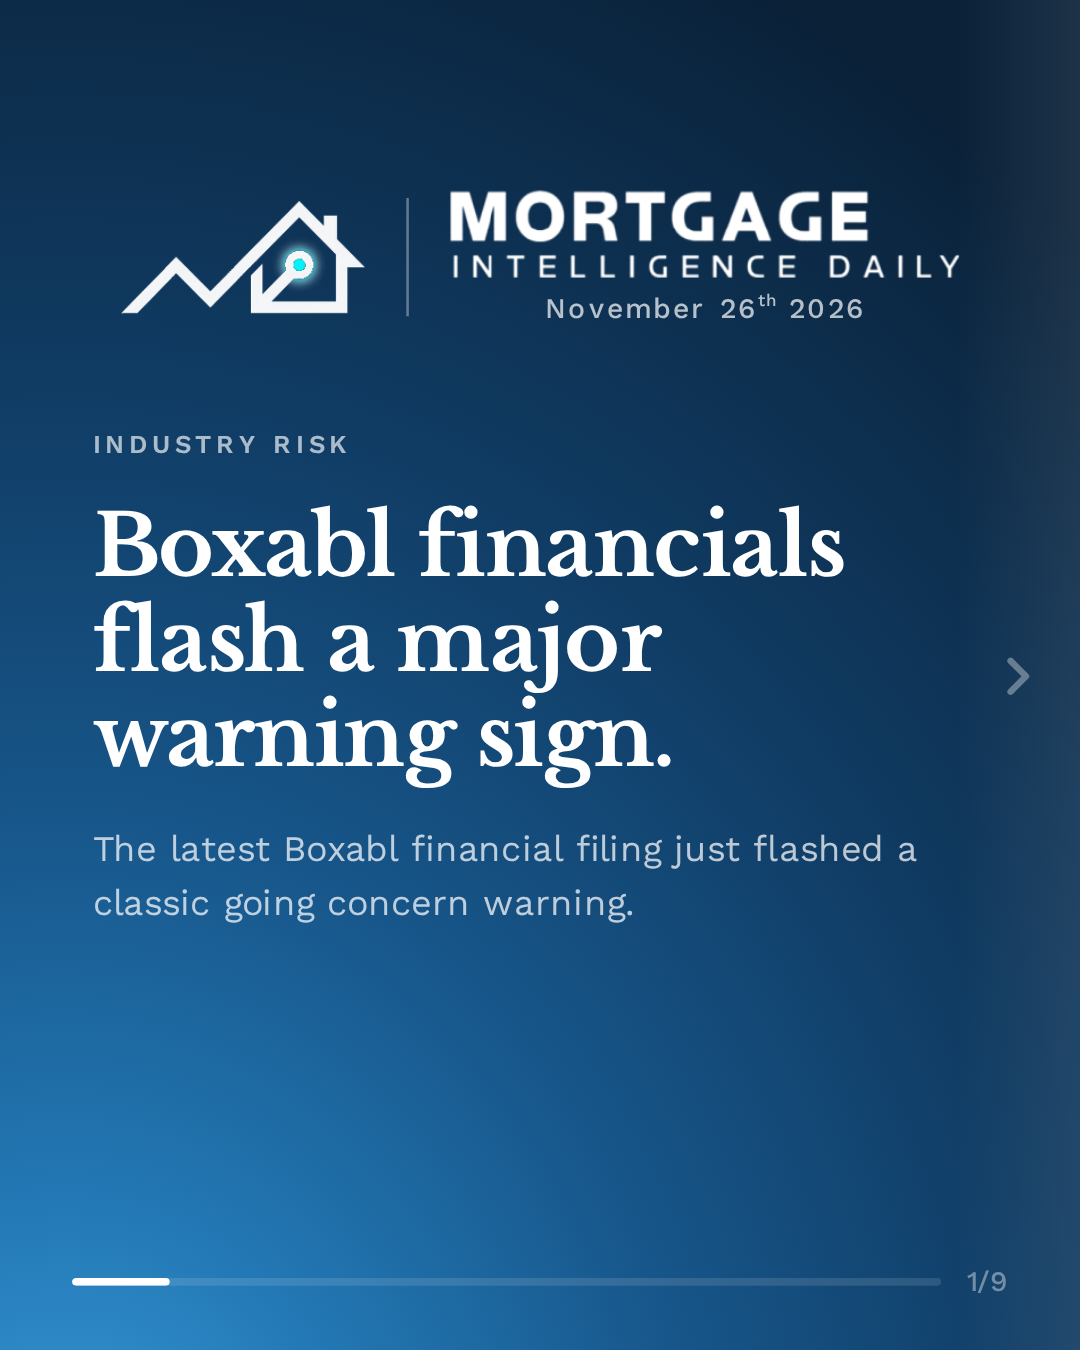 MORTGAGE
INTELLIGENCE DAILY
November 26th 2026
INDUSTRY RISK
Boxabl financials
flash a major
warning sign.
The latest Boxabl financial filing just flashed a
classic going concern warning.
1/9